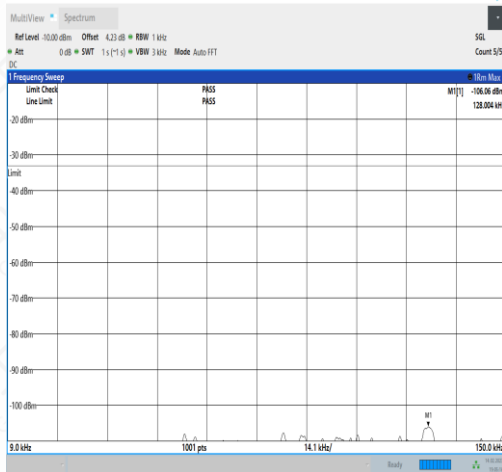 MultiView Spectrum
Ref Level -10.00 dBm Offset 4.23 dB RBW 1 kHz SGL
Att 0 dB SWT 1 s (~1 s) VBW 3 kHz Mode Auto FFT Count 5/5
DC
1 Frequency Sweep 1Rm Max
Limit Check PASS M1[1] -106.06 dBm
Line Limit PASS 128.004 kHz
-20 dBm
-30 dBm
Limit
-40 dBm
-50 dBm
-60 dBm
-70 dBm
-80 dBm
-90 dBm
-100 dBm
M1
9.0 kHz 1001 pts 14.1 kHz/ 150.0 kHz
Ready